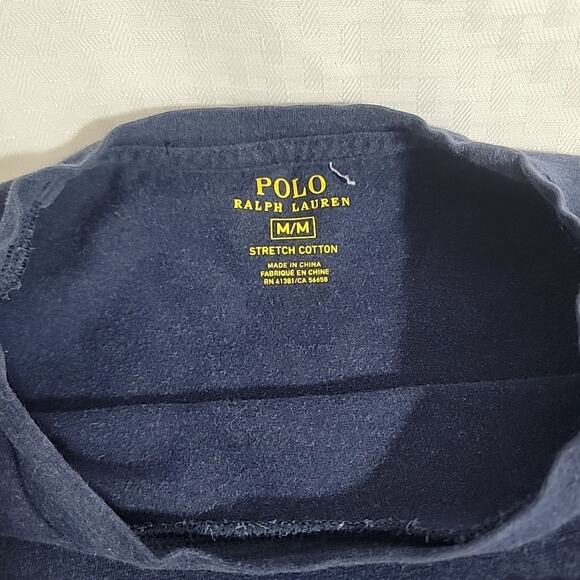 POLO
RALPH LAUREN
M/M
STRETCH COTTON
MADE IN CHINA
FABRIQUÉ EN CHINE
RN 41381/CA 56658